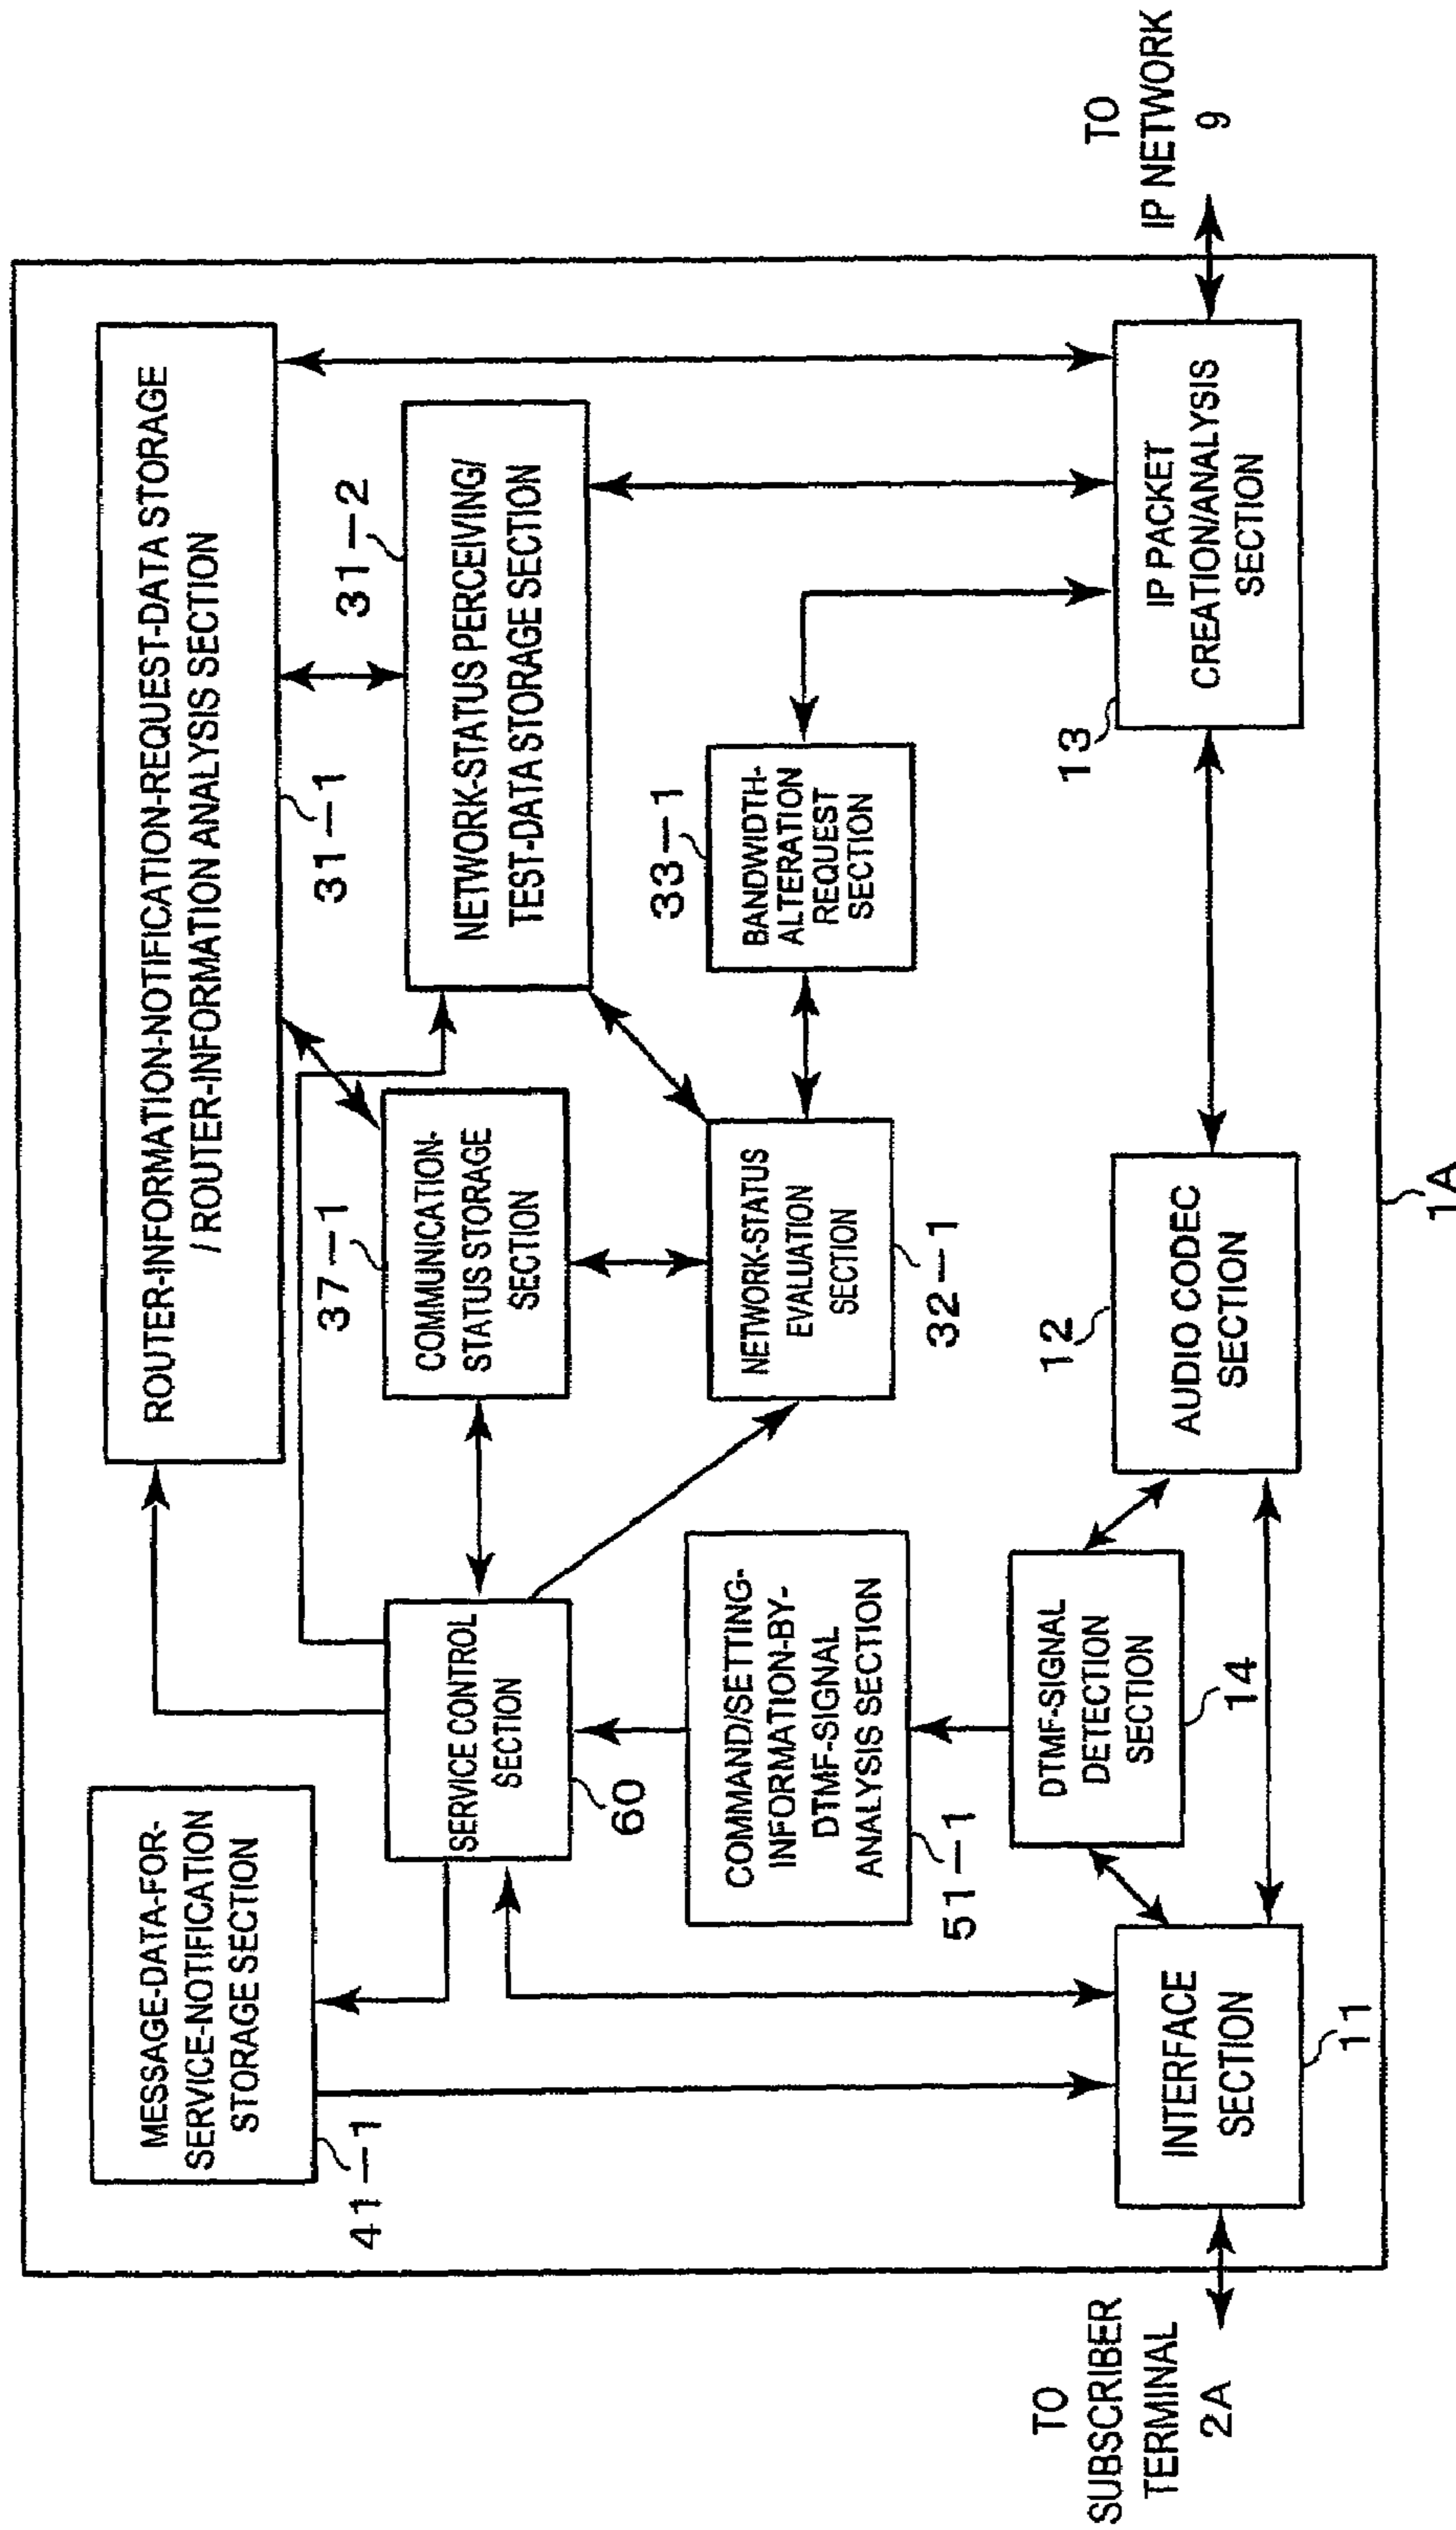 MESSAGE-DATA-FOR-
SERVICE-NOTIFICATION
STORAGE SECTION
41-1
ROUTER-INFORMATION-NOTIFICATION-REQUEST-DATA STORAGE
/ ROUTER-INFORMATION ANALYSIS SECTION
31-1
SERVICE CONTROL
SECTION
60
COMMUNICATION-
STATUS STORAGE
SECTION
37-1
NETWORK-STATUS PERCEIVING/
TEST-DATA STORAGE SECTION
31-2
COMMAND/SETTING-
INFORMATION-BY-
DTMF-SIGNAL
ANALYSIS SECTION
51-1
NETWORK-STATUS
EVALUATION
SECTION
32-1
BANDWIDTH-
ALTERATION
REQUEST
SECTION
33-1
DTMF-SIGNAL
DETECTION
SECTION
14
TO
SUBSCRIBER
TERMINAL
2A
INTERFACE
SECTION
11
AUDIO CODEC
SECTION
12
IP PACKET
CREATION/ANALYSIS
SECTION
13
TO
IP NETWORK
9
1A